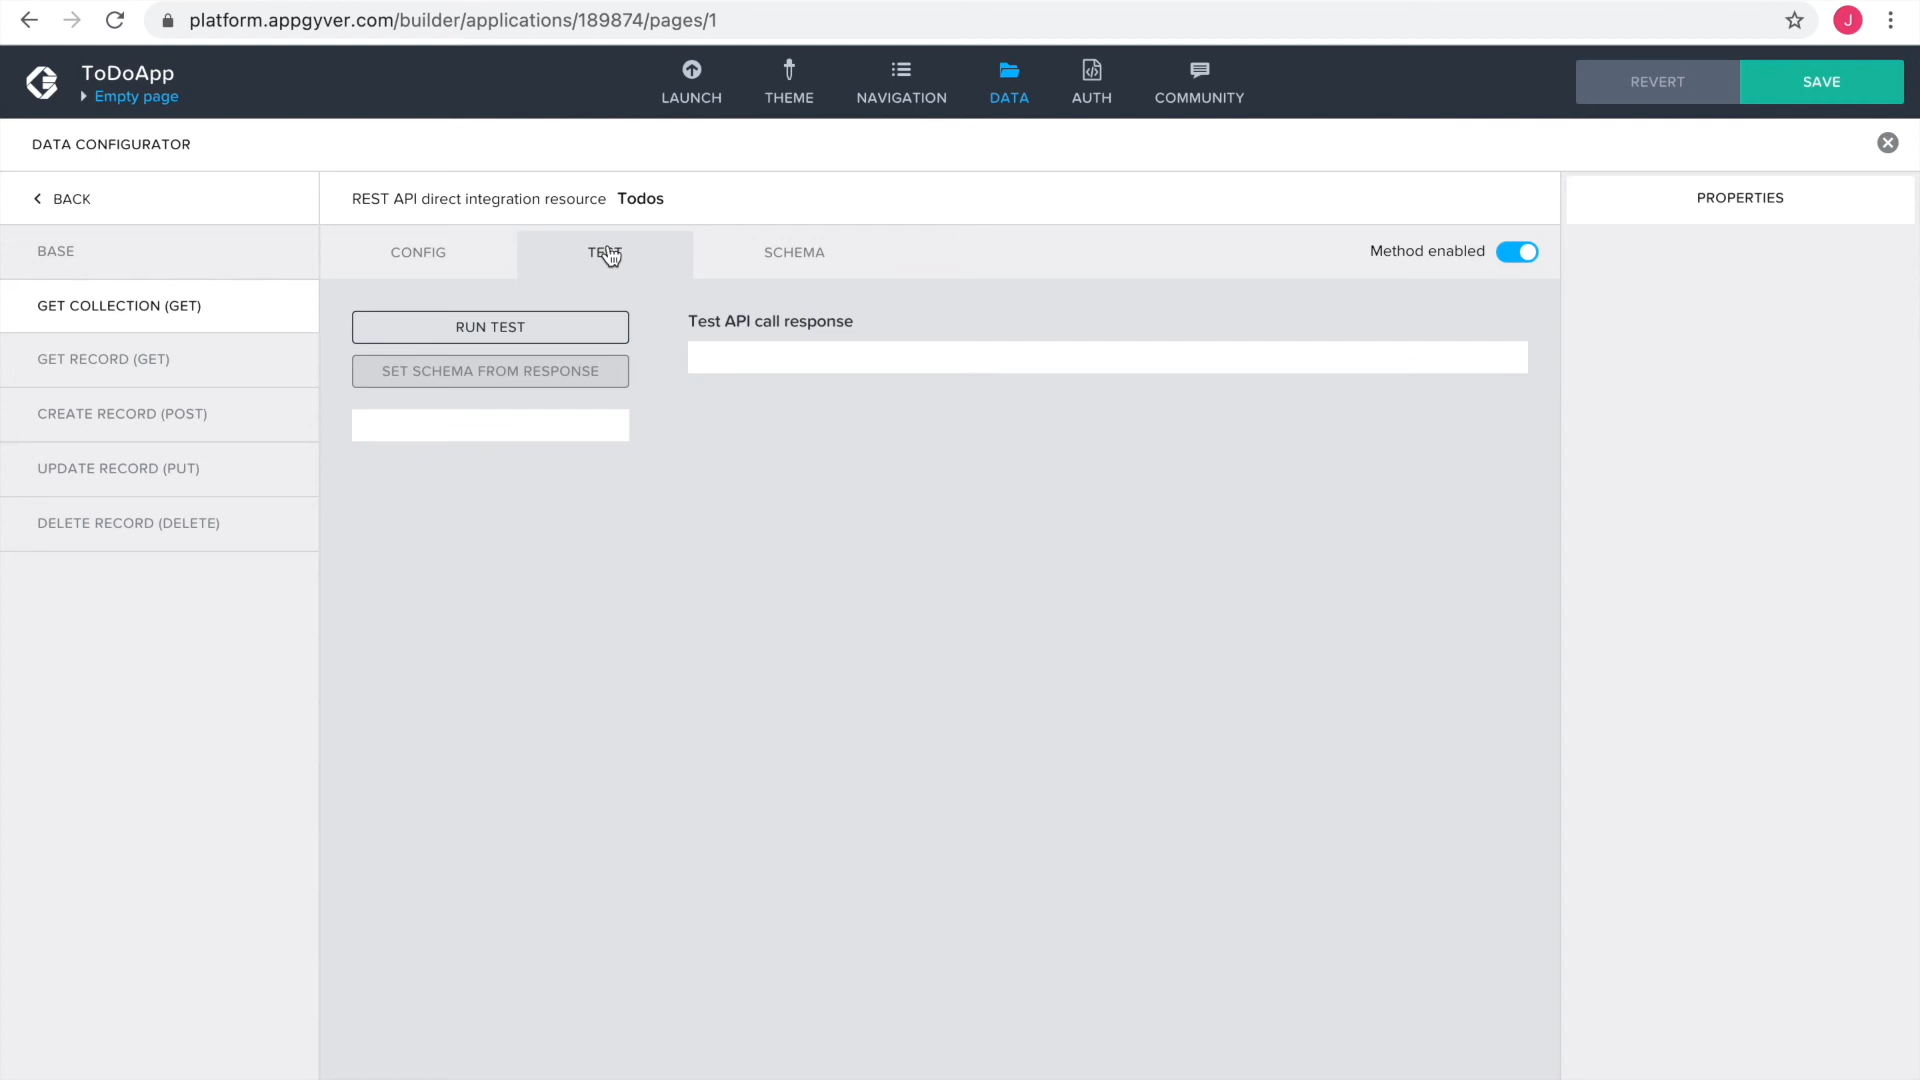 platform.appgyver.com/builder/applications/189874/pages/1
J
ToDoApp
Empty page
LAUNCH
THEME
NAVIGATION
DATA
AUTH
COMMUNITY
REVERT
SAVE
DATA CONFIGURATOR
BACK
REST API direct integration resource Todos
PROPERTIES
BASE
CONFIG
TEST
SCHEMA
Method enabled
GET COLLECTION (GET)
RUN TEST
Test API call response
GET RECORD (GET)
SET SCHEMA FROM RESPONSE
CREATE RECORD (POST)
UPDATE RECORD (PUT)
DELETE RECORD (DELETE)